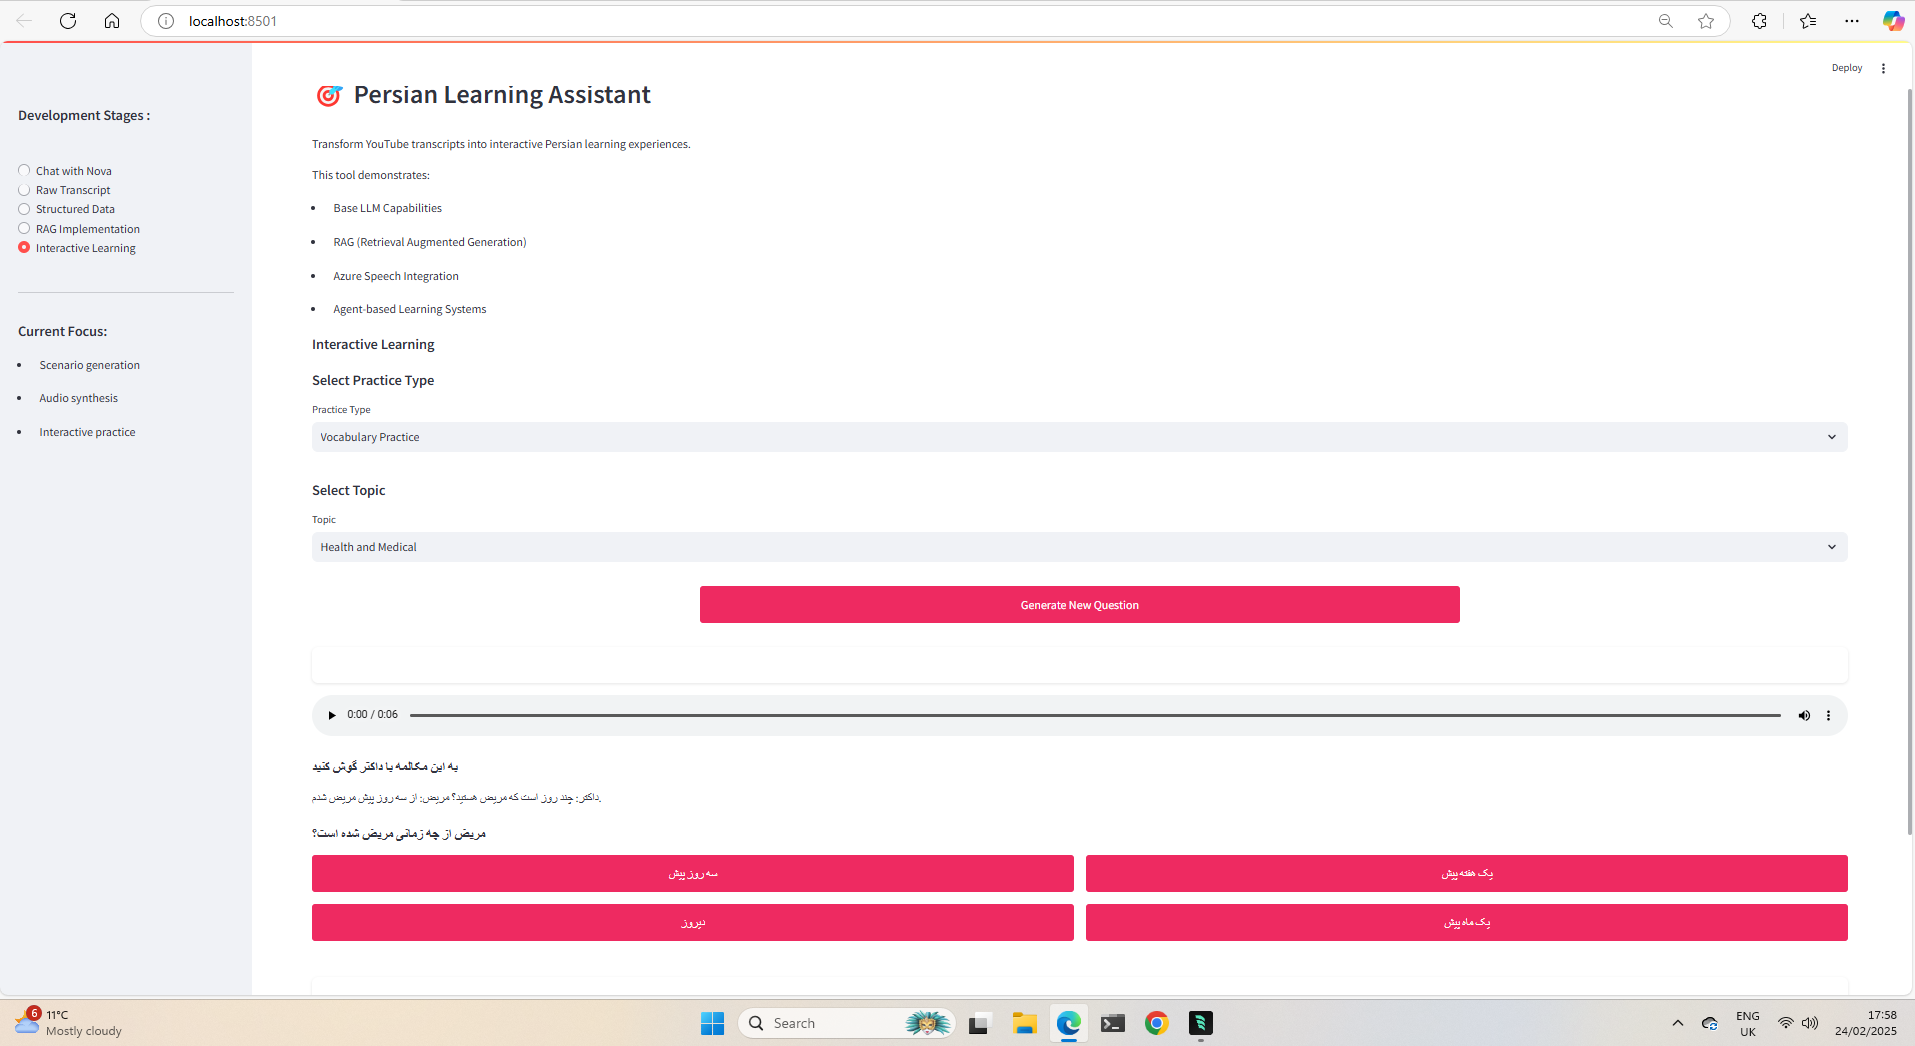 localhost:8501
Deploy
Development Stages :
Chat with Nova
Raw Transcript
Structured Data
RAG Implementation
Interactive Learning
Current Focus:
Scenario generation
Audio synthesis
Interactive practice
Persian Learning Assistant
Transform YouTube transcripts into interactive Persian learning experiences.
This tool demonstrates:
Base LLM Capabilities
RAG (Retrieval Augmented Generation)
Azure Speech Integration
Agent-based Learning Systems
Interactive Learning
Select Practice Type
Practice Type
Vocabulary Practice
Select Topic
Topic
Health and Medical
Generate New Question
0:00 / 0:06
به این مکالمه با داکتر گوش کنید
داکتر: چند روز است که مریض هستید؟ مریض: از سه روز پیش مریض شدم.
مریض از چه زمانی مریض شده است؟
سه روز پیش
یک هفته پیش
دیروز
یک ماه پیش
6
11°C
Mostly cloudy
Search
ENG
UK
17:58
24/02/2025